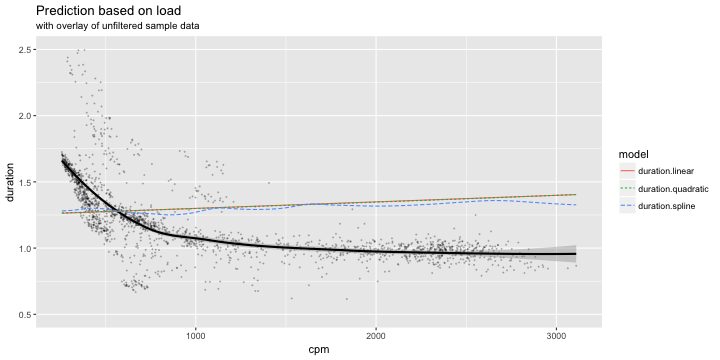 Prediction based on load
with overlay of unfiltered sample data
2.5
2.0
1.5
1.0
0.5
duration
1000
2000
3000
cpm
model
duration.linear
duration.quadratic
duration.spline